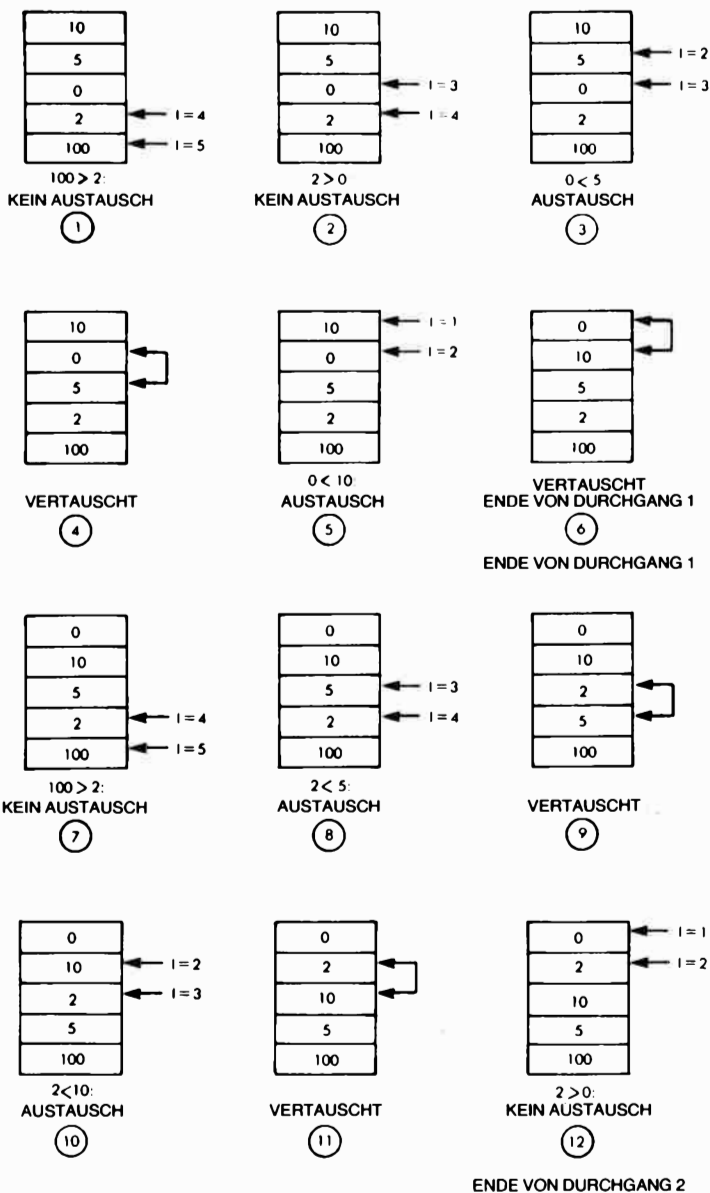 10
5
0
2
100
I = 4
I = 5
100 > 2:
KEIN AUSTAUSCH
1
10
5
0
2
100
I = 3
I = 4
2 > 0
KEIN AUSTAUSCH
2
10
5
0
2
100
I = 2
I = 3
0 < 5
AUSTAUSCH
3
10
0
5
2
100
VERTAUSCHT
4
10
0
5
2
100
I = 1
I = 2
0 < 10:
AUSTAUSCH
5
0
10
5
2
100
VERTAUSCHT
ENDE VON DURCHGANG 1
6
ENDE VON DURCHGANG 1
0
10
5
2
100
I = 4
I = 5
100 > 2:
KEIN AUSTAUSCH
7
0
10
5
2
100
I = 3
I = 4
2 < 5:
AUSTAUSCH
8
0
10
2
5
100
VERTAUSCHT
9
0
10
2
5
100
I = 2
I = 3
2<10:
AUSTAUSCH
10
0
2
10
5
100
VERTAUSCHT
11
0
2
10
5
100
I = 1
I = 2
2 >0:
KEIN AUSTAUSCH
12
ENDE VON DURCHGANG 2